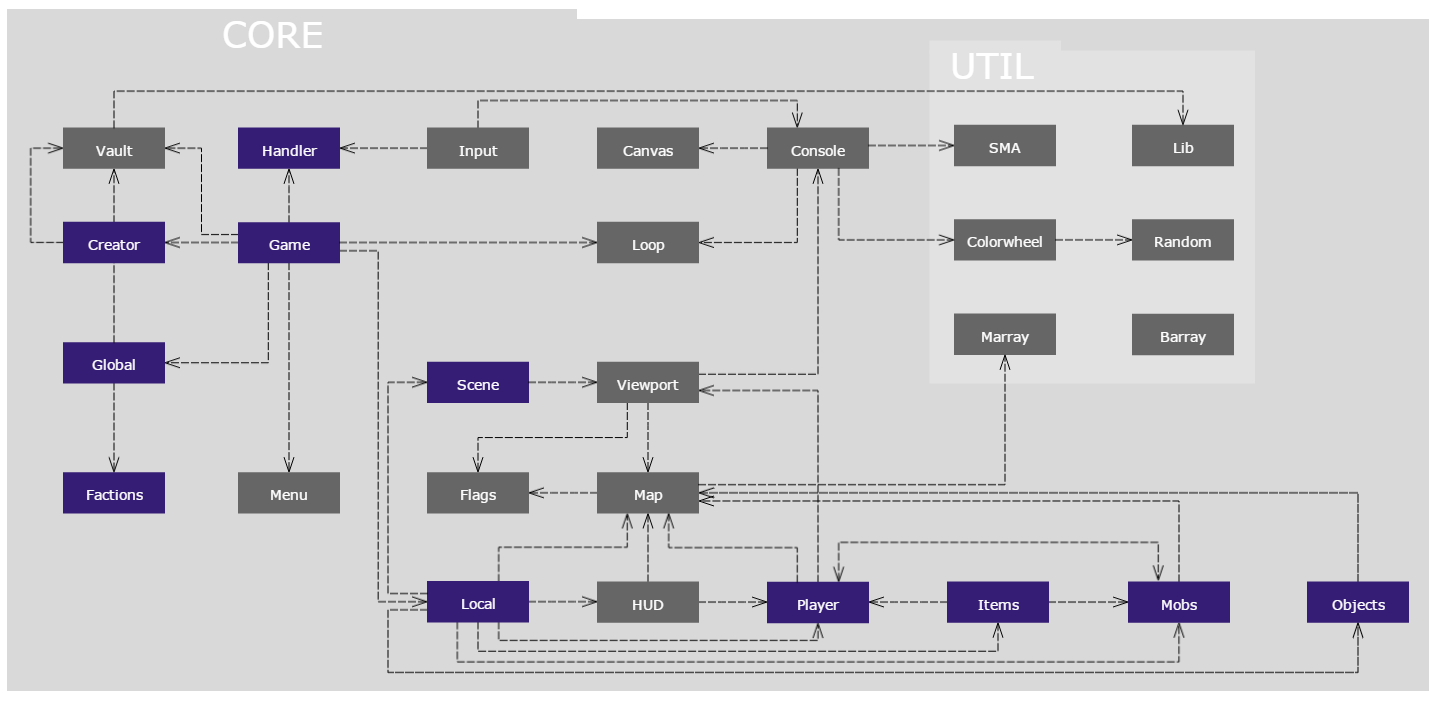 CORE
UTIL
Vault
Handler
Input
Canvas
Console
SMA
Lib
Creator
Game
Loop
Colorwheel
Random
Marray
Barray
Global
Scene
Viewport
Factions
Menu
Flags
Map
Local
HUD
Player
Items
Mobs
Objects